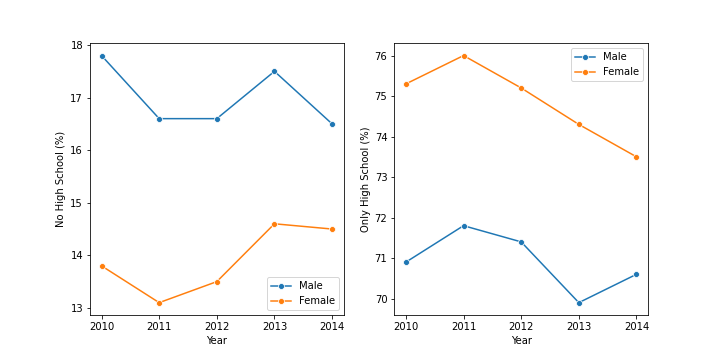 No High School (%)
18
17
16
15
14
13
2010 2011 2012 2013 2014
Year
Male
Female
Only High School (%)
76
75
74
73
72
71
70
2010 2011 2012 2013 2014
Year
Male
Female